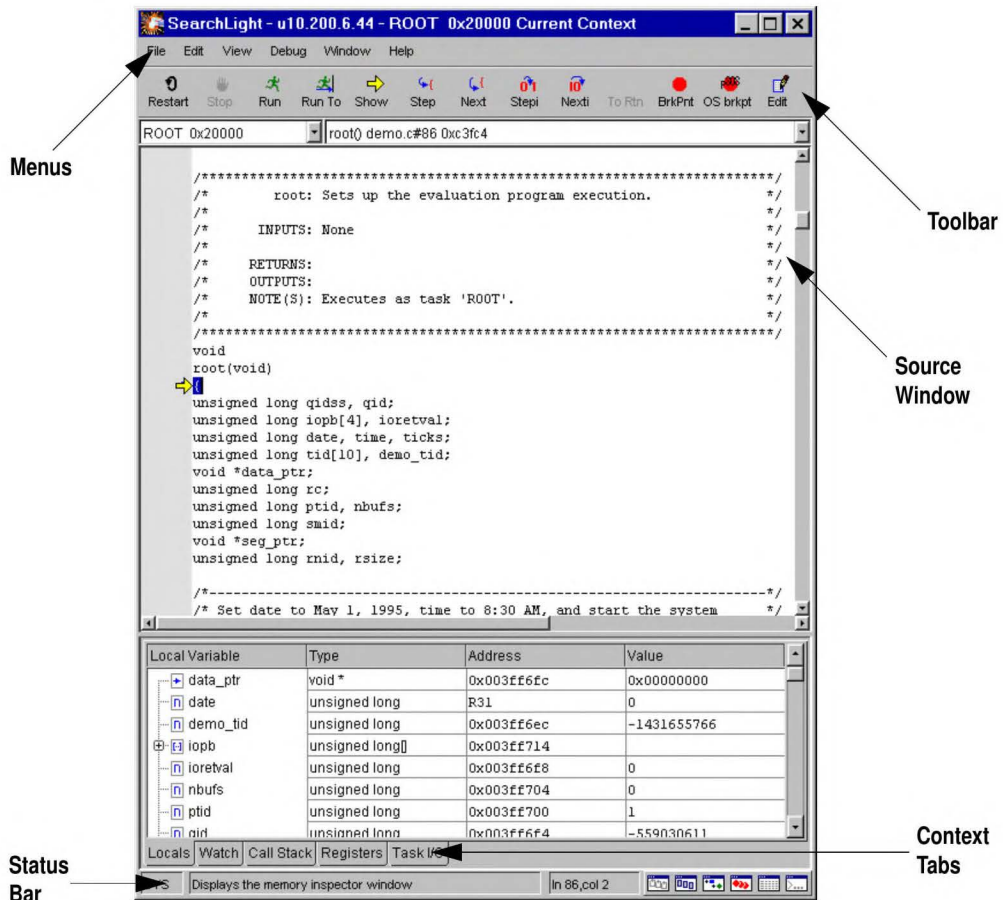 SearchLight - u10.200.6.44 - ROOT 0x20000 Current Context
File Edit View Debug Window Help
Restart Stop Run Run To Show Step Next Stepi Nexti To Rtn BrkPnt OS brkpt Edit
ROOT 0x20000 root() demo.c#86 0xc3fc4
Menus
Toolbar
Source
Window
/***********************************************************************/
/* root: Sets up the evaluation program execution. */
/* */
/* INPUTS: None */
/* */
/* RETURNS: */
/* OUTPUTS: */
/* NOTE(S): Executes as task 'ROOT'. */
/* */
/***********************************************************************/
void
root(void)
{
unsigned long qidss, qid;
unsigned long iopb[4], ioretval;
unsigned long date, time, ticks;
unsigned long tid[10], demo_tid;
void *data_ptr;
unsigned long rc;
unsigned long ptid, nbufs;
unsigned long smid;
void *seg_ptr;
unsigned long rnid, rsize;
/*---------------------------------------------------------------------*/
/* Set date to May 1, 1995, time to 8:30 AM, and start the system */
Local Variable Type Address Value
data_ptr void * 0x003ff6fc 0x00000000
date unsigned long R31 0
demo_tid unsigned long 0x003ff6ec -1431655766
iopb unsigned long[] 0x003ff714
ioretval unsigned long 0x003ff6f8 0
nbufs unsigned long 0x003ff704 0
ptid unsigned long 0x003ff700 1
qid unsigned long 0x003ff6f4 -559030611
Locals Watch Call Stack Registers Task I/O
Context
Tabs
Status
Bar
Displays the memory inspector window ln 86,col 2